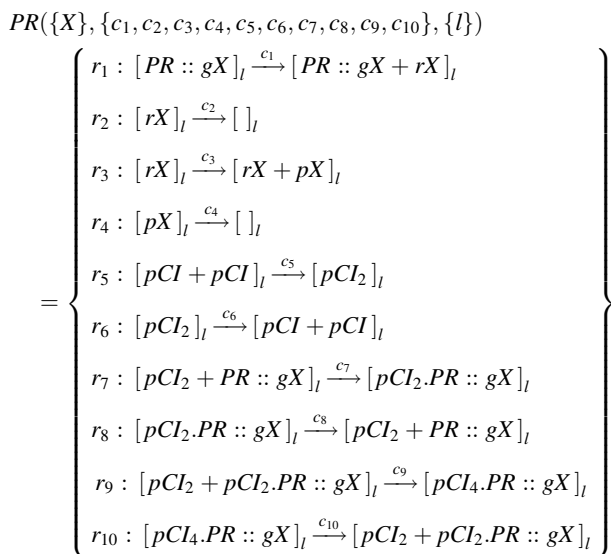 PR({X}, {c₁, c₂, c₃, c₄, c₅, c₆, c₇, c₈, c₉, c₁₀}, {l})
r₁ : [PR :: gX]ₗ —c₁→ [PR :: gX + rX]ₗ
r₂ : [rX]ₗ —c₂→ [ ]ₗ
r₃ : [rX]ₗ —c₃→ [rX + pX]ₗ
r₄ : [pX]ₗ —c₄→ [ ]ₗ
r₅ : [pCI + pCI]ₗ —c₅→ [pCI₂]ₗ
= { r₆ : [pCI₂]ₗ —c₆→ [pCI + pCI]ₗ }
r₇ : [pCI₂ + PR :: gX]ₗ —c₇→ [pCI₂.PR :: gX]ₗ
r₈ : [pCI₂.PR :: gX]ₗ —c₈→ [pCI₂ + PR :: gX]ₗ
r₉ : [pCI₂ + pCI₂.PR :: gX]ₗ —c₉→ [pCI₄.PR :: gX]ₗ
r₁₀ : [pCI₄.PR :: gX]ₗ —c₁₀→ [pCI₂ + pCI₂.PR :: gX]ₗ